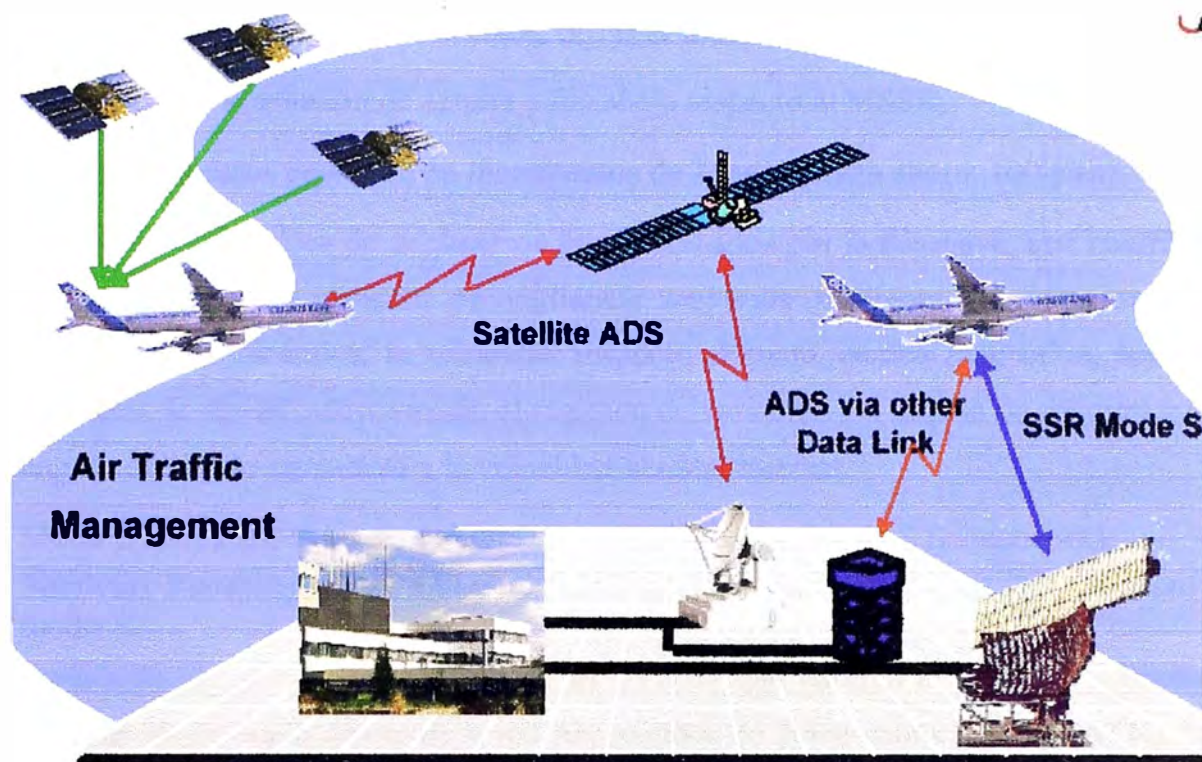 Satellite ADS
ADS via other
Data Link
SSR Mode S
Air Traffic
Management